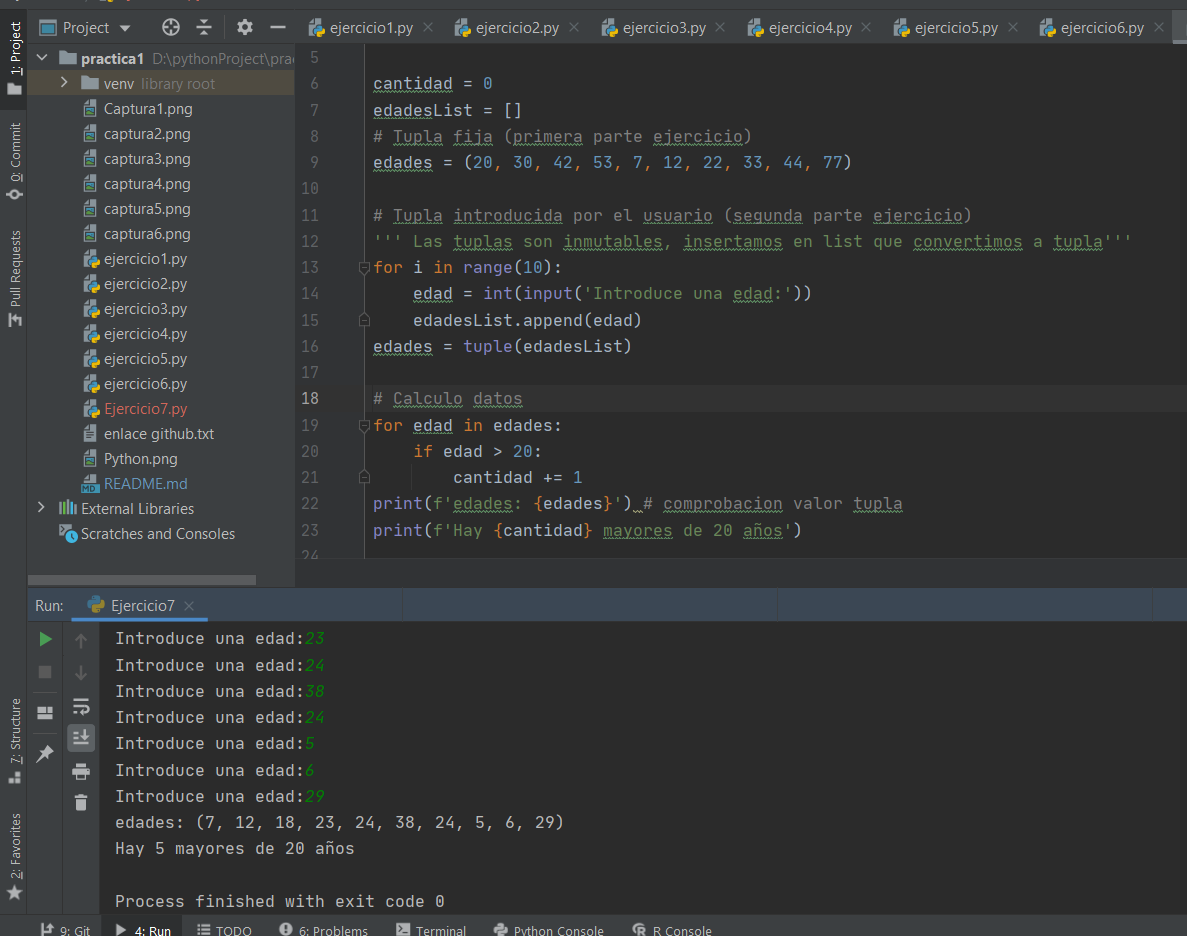 Project
ejercicio1.py
ejercicio2.py
ejercicio3.py
ejercicio4.py
ejercicio5.py
ejercicio6.py
1: Project
0: Commit
Pull Requests
7: Structure
2: Favorites
practica1 D:\pythonProject\prac
venv library root
Captura1.png
captura2.png
captura3.png
captura4.png
captura5.png
captura6.png
ejercicio1.py
ejercicio2.py
ejercicio3.py
ejercicio4.py
ejercicio5.py
ejercicio6.py
Ejercicio7.py
enlace github.txt
Python.png
README.md
External Libraries
Scratches and Consoles
5
6 cantidad = 0
7 edadesList = []
8 # Tupla fija (primera parte ejercicio)
9 edades = (20, 30, 42, 53, 7, 12, 22, 33, 44, 77)
10
11 # Tupla introducida por el usuario (segunda parte ejercicio)
12 ''' Las tuplas son inmutables, insertamos en list que convertimos a tupla'''
13 for i in range(10):
14     edad = int(input('Introduce una edad:'))
15     edadesList.append(edad)
16 edades = tuple(edadesList)
17
18 # Calculo datos
19 for edad in edades:
20     if edad > 20:
21         cantidad += 1
22 print(f'edades: {edades}') # comprobacion valor tupla
23 print(f'Hay {cantidad} mayores de 20 años')
24
Run: Ejercicio7
Introduce una edad:23
Introduce una edad:24
Introduce una edad:38
Introduce una edad:24
Introduce una edad:5
Introduce una edad:6
Introduce una edad:29
edades: (7, 12, 18, 23, 24, 38, 24, 5, 6, 29)
Hay 5 mayores de 20 años
Process finished with exit code 0
9: Git
4: Run
TODO
6: Problems
Terminal
Python Console
R Console